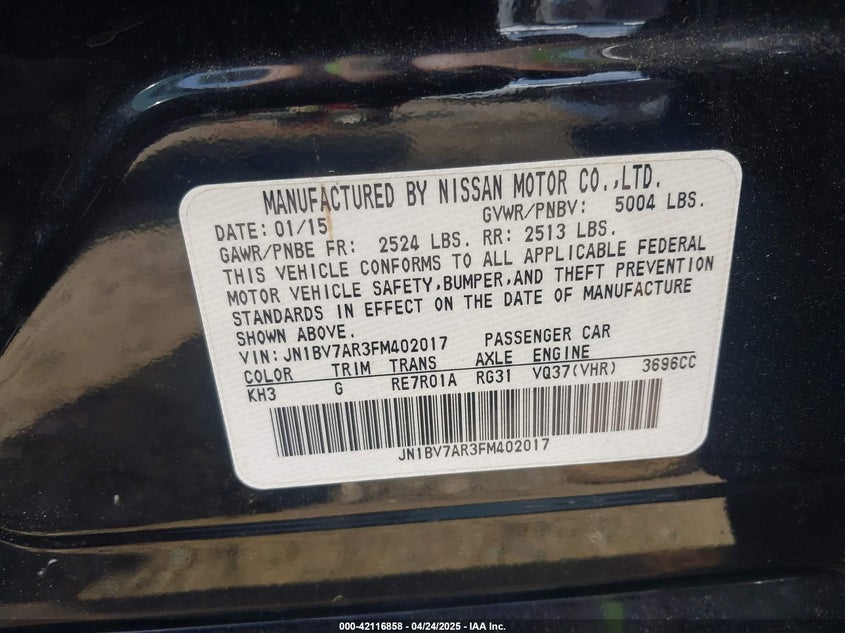 MANUFACTURED BY NISSAN MOTOR CO.,LTD.
DATE: 01/15 GVWR/PNBV: 5004 LBS.
GAWR/PNBE FR: 2524 LBS. RR: 2513 LBS.
THIS VEHICLE CONFORMS TO ALL APPLICABLE FEDERAL
MOTOR VEHICLE SAFETY,BUMPER,AND THEFT PREVENTION
STANDARDS IN EFFECT ON THE DATE OF MANUFACTURE
SHOWN ABOVE.
VIN: JN1BV7AR3FM402017 PASSENGER CAR
COLOR TRIM TRANS AXLE ENGINE
KH3 G RE7R01A RG31 VQ37(VHR) 3696CC
JN1BV7AR3FM402017
000-42116858 - 04/24/2025 - IAA Inc.